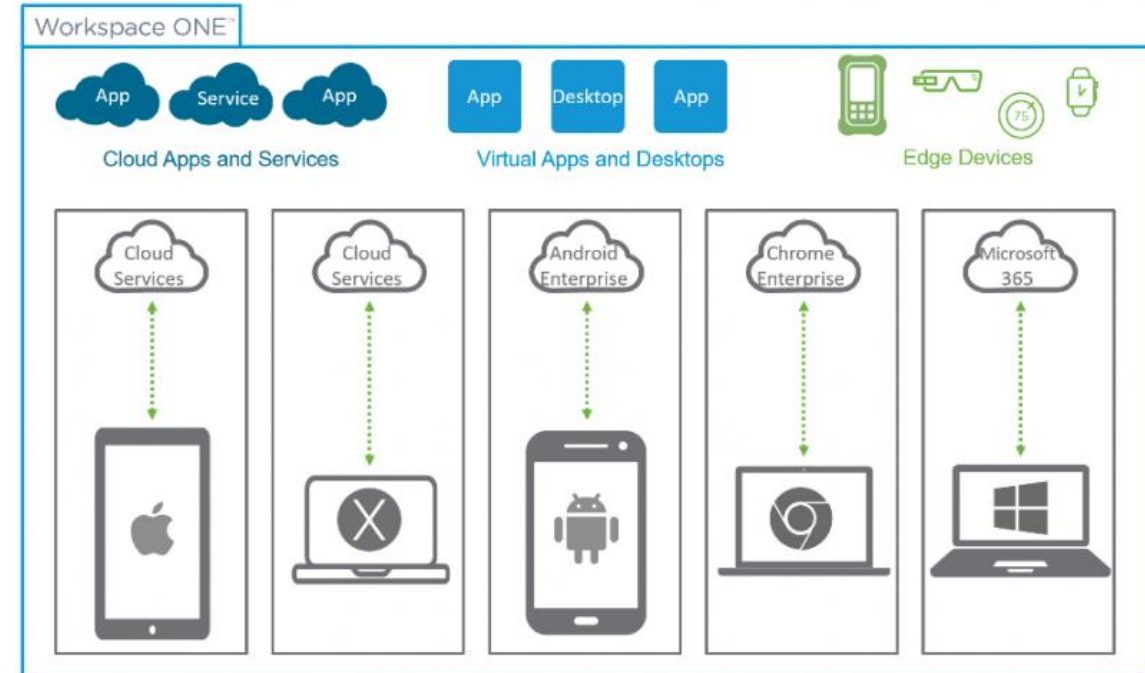 Workspace ONE™
App
Service
App
Cloud Apps and Services
App
Desktop
App
Virtual Apps and Desktops
75
Edge Devices
Cloud
Services
Cloud
Services
Android
Enterprise
Chrome
Enterprise
Microsoft
365
X